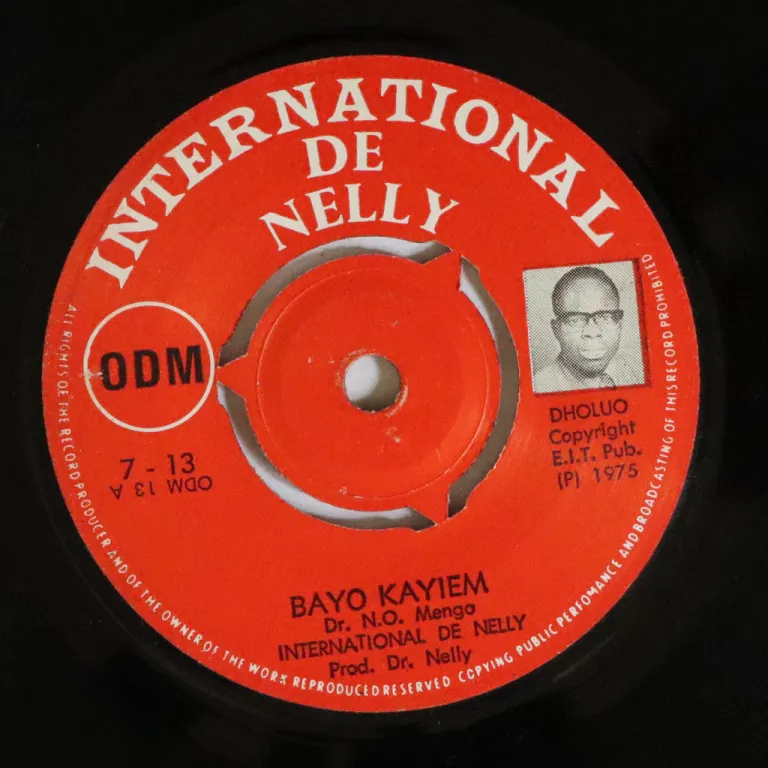 INTERNATIONAL
DE
NELLY
ODM
7 - 13
ODM 13 A
DHOLUO
Copyright
E.I.T. Pub.
(P) 1975
BAYO KAYIEM
Dr. N.O. Mengo
INTERNATIONAL DE NELLY
Prod. Dr. Nelly
ALL RIGHTS OF THE RECORD PRODUCER AND OF THE OWNER OF THE WORK REPRODUCED RESERVED COPYING PUBLIC PERFOMANCE AND BROADCASTING OF THIS RECORD PROHIBITED